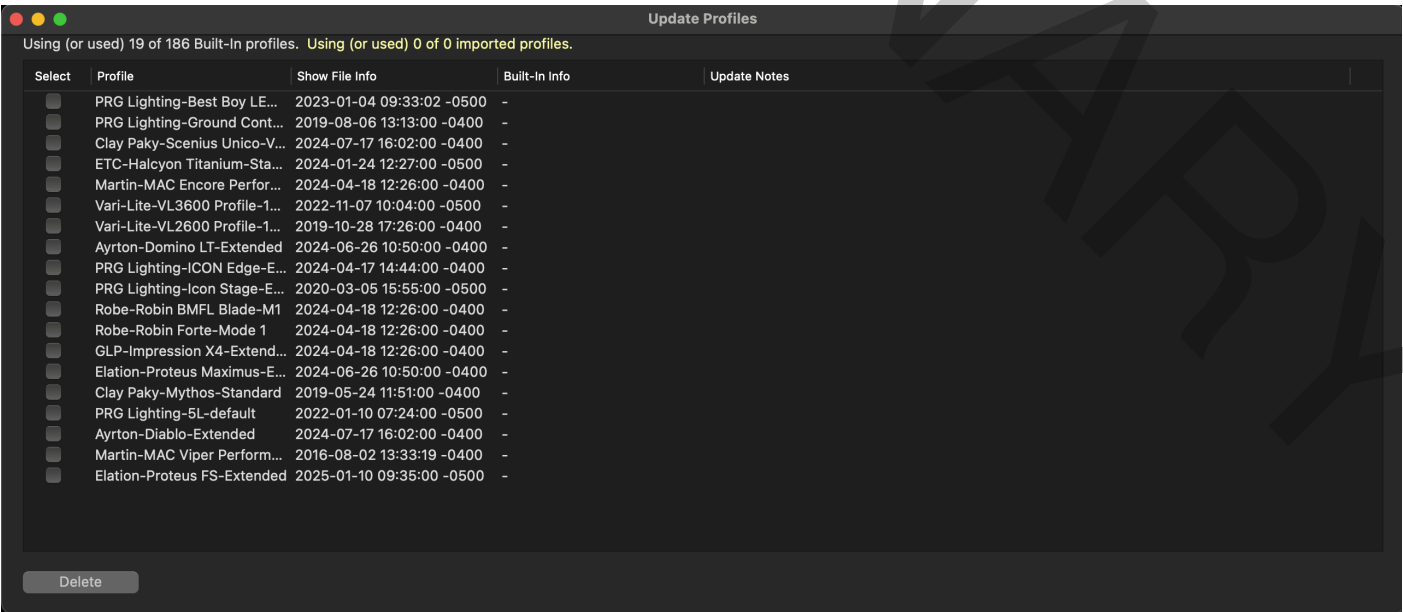 Update Profiles
Using (or used) 19 of 186 Built-In profiles. Using (or used) 0 of 0 imported profiles.
Select Profile Show File Info Built-In Info Update Notes
PRG Lighting-Best Boy LE... 2023-01-04 09:33:02 -0500 -
PRG Lighting-Ground Cont... 2019-08-06 13:13:00 -0400 -
Clay Paky-Scenius Unico-V... 2024-07-17 16:02:00 -0400 -
ETC-Halcyon Titanium-Sta... 2024-01-24 12:27:00 -0500 -
Martin-MAC Encore Perfor... 2024-04-18 12:26:00 -0400 -
Vari-Lite-VL3600 Profile-1... 2022-11-07 10:04:00 -0500 -
Vari-Lite-VL2600 Profile-1... 2019-10-28 17:26:00 -0400 -
Ayrton-Domino LT-Extended 2024-06-26 10:50:00 -0400 -
PRG Lighting-ICON Edge-E... 2024-04-17 14:44:00 -0400 -
PRG Lighting-Icon Stage-E... 2020-03-05 15:55:00 -0500 -
Robe-Robin BMFL Blade-M1 2024-04-18 12:26:00 -0400 -
Robe-Robin Forte-Mode 1 2024-04-18 12:26:00 -0400 -
GLP-Impression X4-Extend... 2024-04-18 12:26:00 -0400 -
Elation-Proteus Maximus-E... 2024-06-26 10:50:00 -0400 -
Clay Paky-Mythos-Standard 2019-05-24 11:51:00 -0400 -
PRG Lighting-5L-default 2022-01-10 07:24:00 -0500 -
Ayrton-Diablo-Extended 2024-07-17 16:02:00 -0400 -
Martin-MAC Viper Perform... 2016-08-02 13:33:19 -0400 -
Elation-Proteus FS-Extended 2025-01-10 09:35:00 -0500 -
Delete